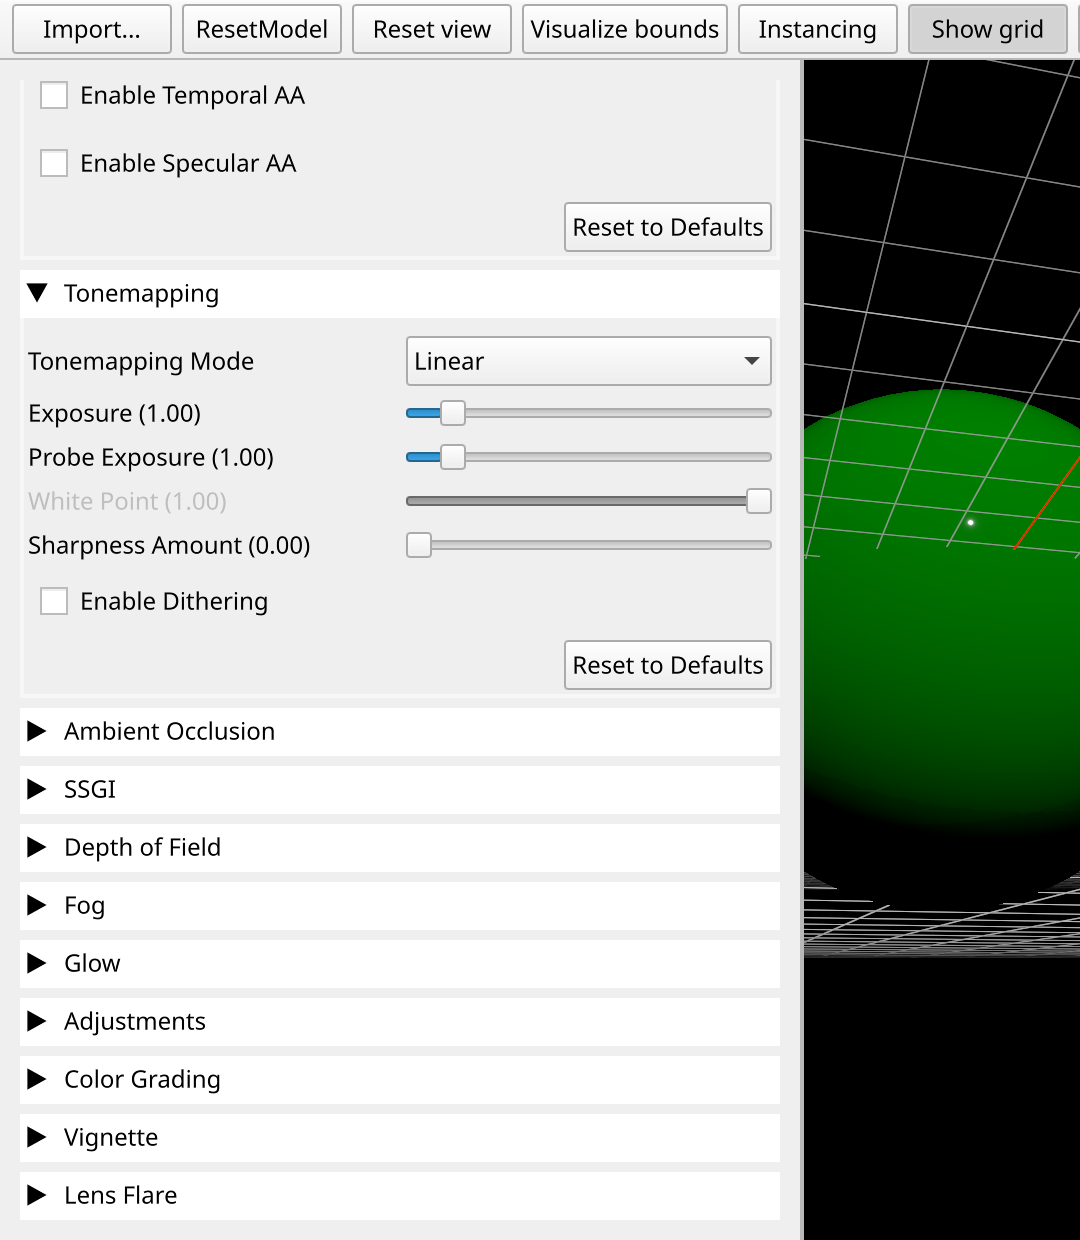 Import...
ResetModel
Reset view
Visualize bounds
Instancing
Show grid
Enable Temporal AA
Enable Specular AA
Reset to Defaults
Tonemapping
Tonemapping Mode
Linear
Exposure (1.00)
Probe Exposure (1.00)
White Point (1.00)
Sharpness Amount (0.00)
Enable Dithering
Reset to Defaults
Ambient Occlusion
SSGI
Depth of Field
Fog
Glow
Adjustments
Color Grading
Vignette
Lens Flare